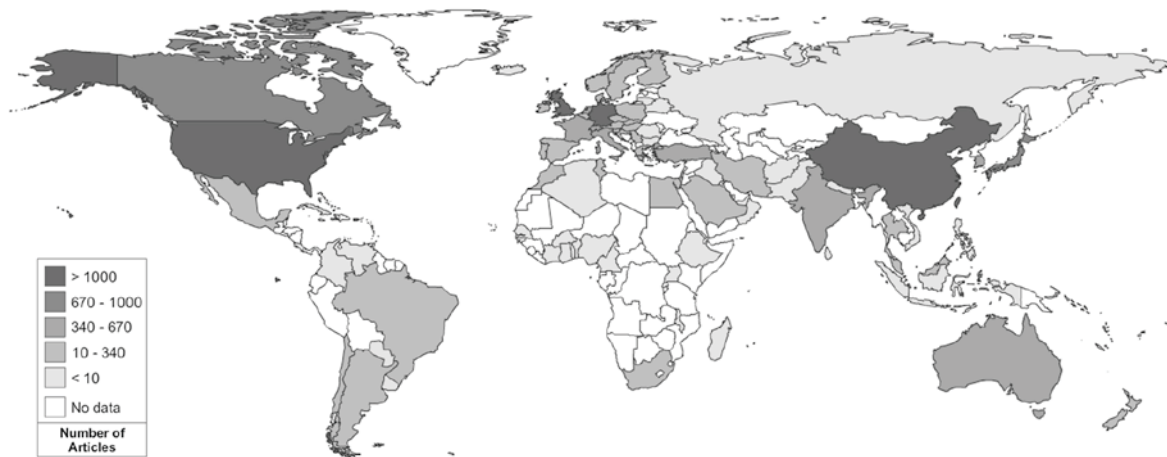 > 1000
670 - 1000
340 - 670
10 - 340
< 10
No data
Number of
Articles